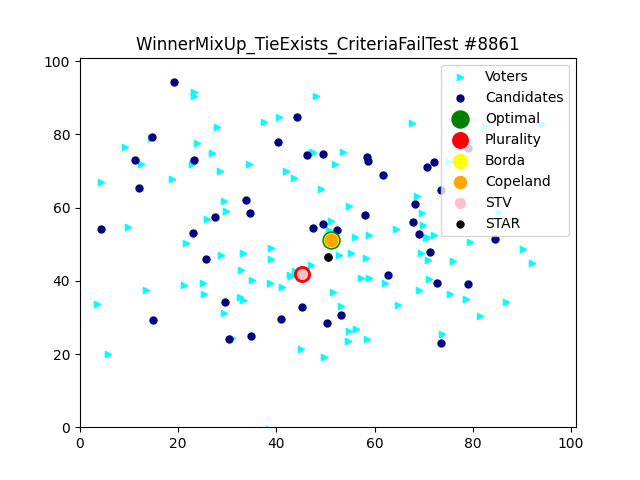 WinnerMixUp_TieExists_CriteriaFailTest #8861
100
80
60
40
20
0
0
20
40
60
80
100
Voters
Candidates
Optimal
Plurality
Borda
Copeland
STV
STAR